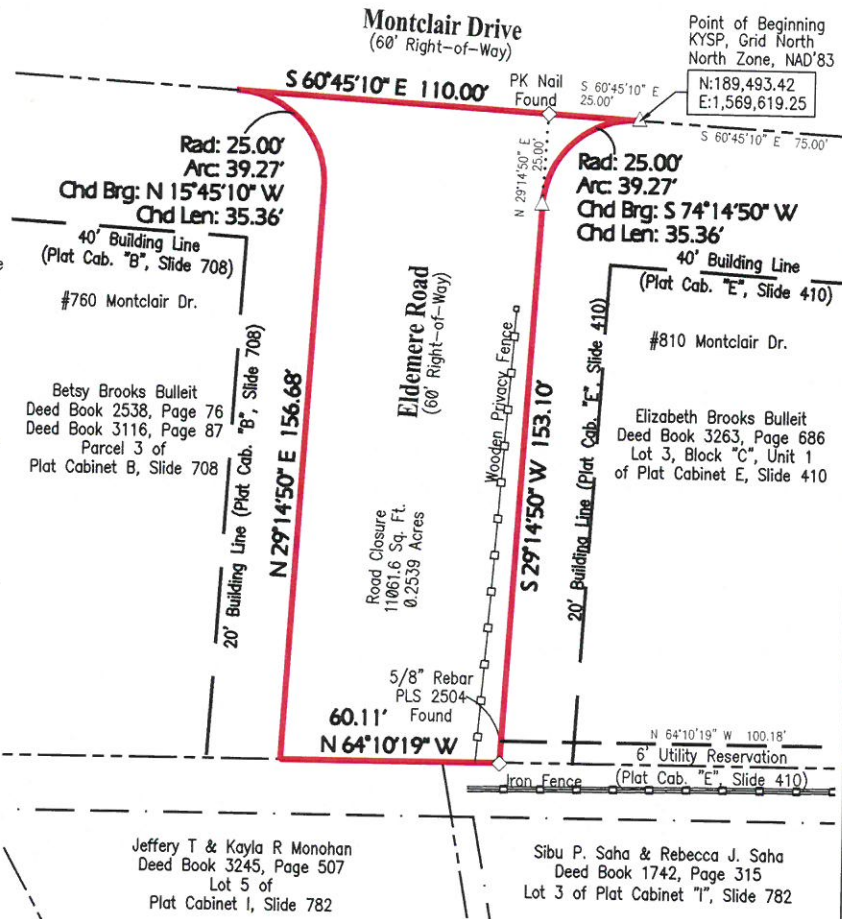 Montclair Drive
(60' Right-of-Way)
Point of Beginning
KYSP, Grid North
North Zone, NAD'83
N:189,493.42
E:1,569,619.25
S 60°45'10" E 110.00'
PK Nail
Found
S 60°45'10" E
25.00'
S 60°45'10" E 75.00'
N 29°14'50" E
25.00'
Rad: 25.00'
Arc: 39.27'
Chd Brg: N 15°45'10" W
Chd Len: 35.36'
Rad: 25.00'
Arc: 39.27'
Chd Brg: S 74°14'50" W
Chd Len: 35.36'
40' Building Line
(Plat Cab. "B", Slide 708)
#760 Montclair Dr.
40' Building Line
(Plat Cab. "E", Slide 410)
#810 Montclair Dr.
e
Betsy Brooks Bulleit
Deed Book 2538, Page 76
Deed Book 3116, Page 87
Parcel 3 of
Plat Cabinet B, Slide 708
20' Building Line (Plat Cab. "B", Slide 708)
N 29°14'50" E 156.68'
Eldemere Road
(60' Right-of-Way)
Road Closure
11061.6 Sq. Ft.
0.2539 Acres
Wooden Privacy Fence
S 29°14'50" W 153.10'
20' Building Line (Plat Cab. "E", Slide 410)
Elizabeth Brooks Bulleit
Deed Book 3263, Page 686
Lot 3, Block "C", Unit 1
of Plat Cabinet E, Slide 410
5/8" Rebar
PLS 2504
Found
60.11'
N 64°10'19" W
N 64°10'19" W 100.18'
6' Utility Reservation
(Plat Cab. "E", Slide 410)
Iron Fence
Jeffery T & Kayla R Monohan
Deed Book 3245, Page 507
Lot 5 of
Plat Cabinet I, Slide 782
Sibu P. Saha & Rebecca J. Saha
Deed Book 1742, Page 315
Lot 3 of Plat Cabinet "I", Slide 782